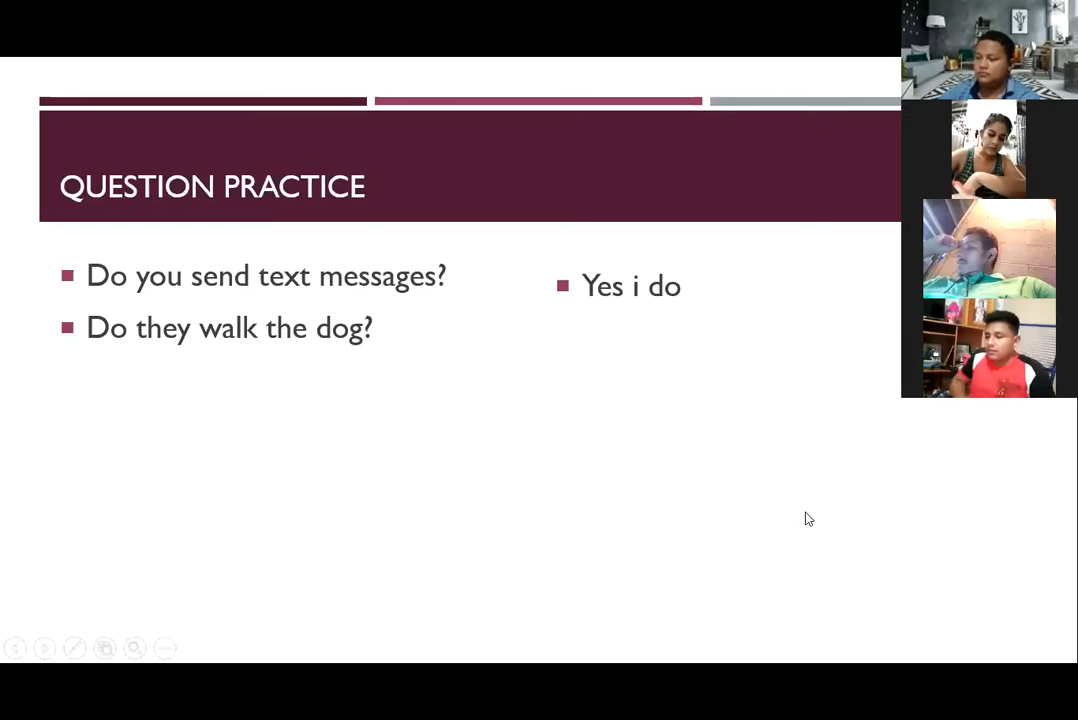 QUESTION PRACTICE
Do you send text messages?
Do they walk the dog?
Yes i do